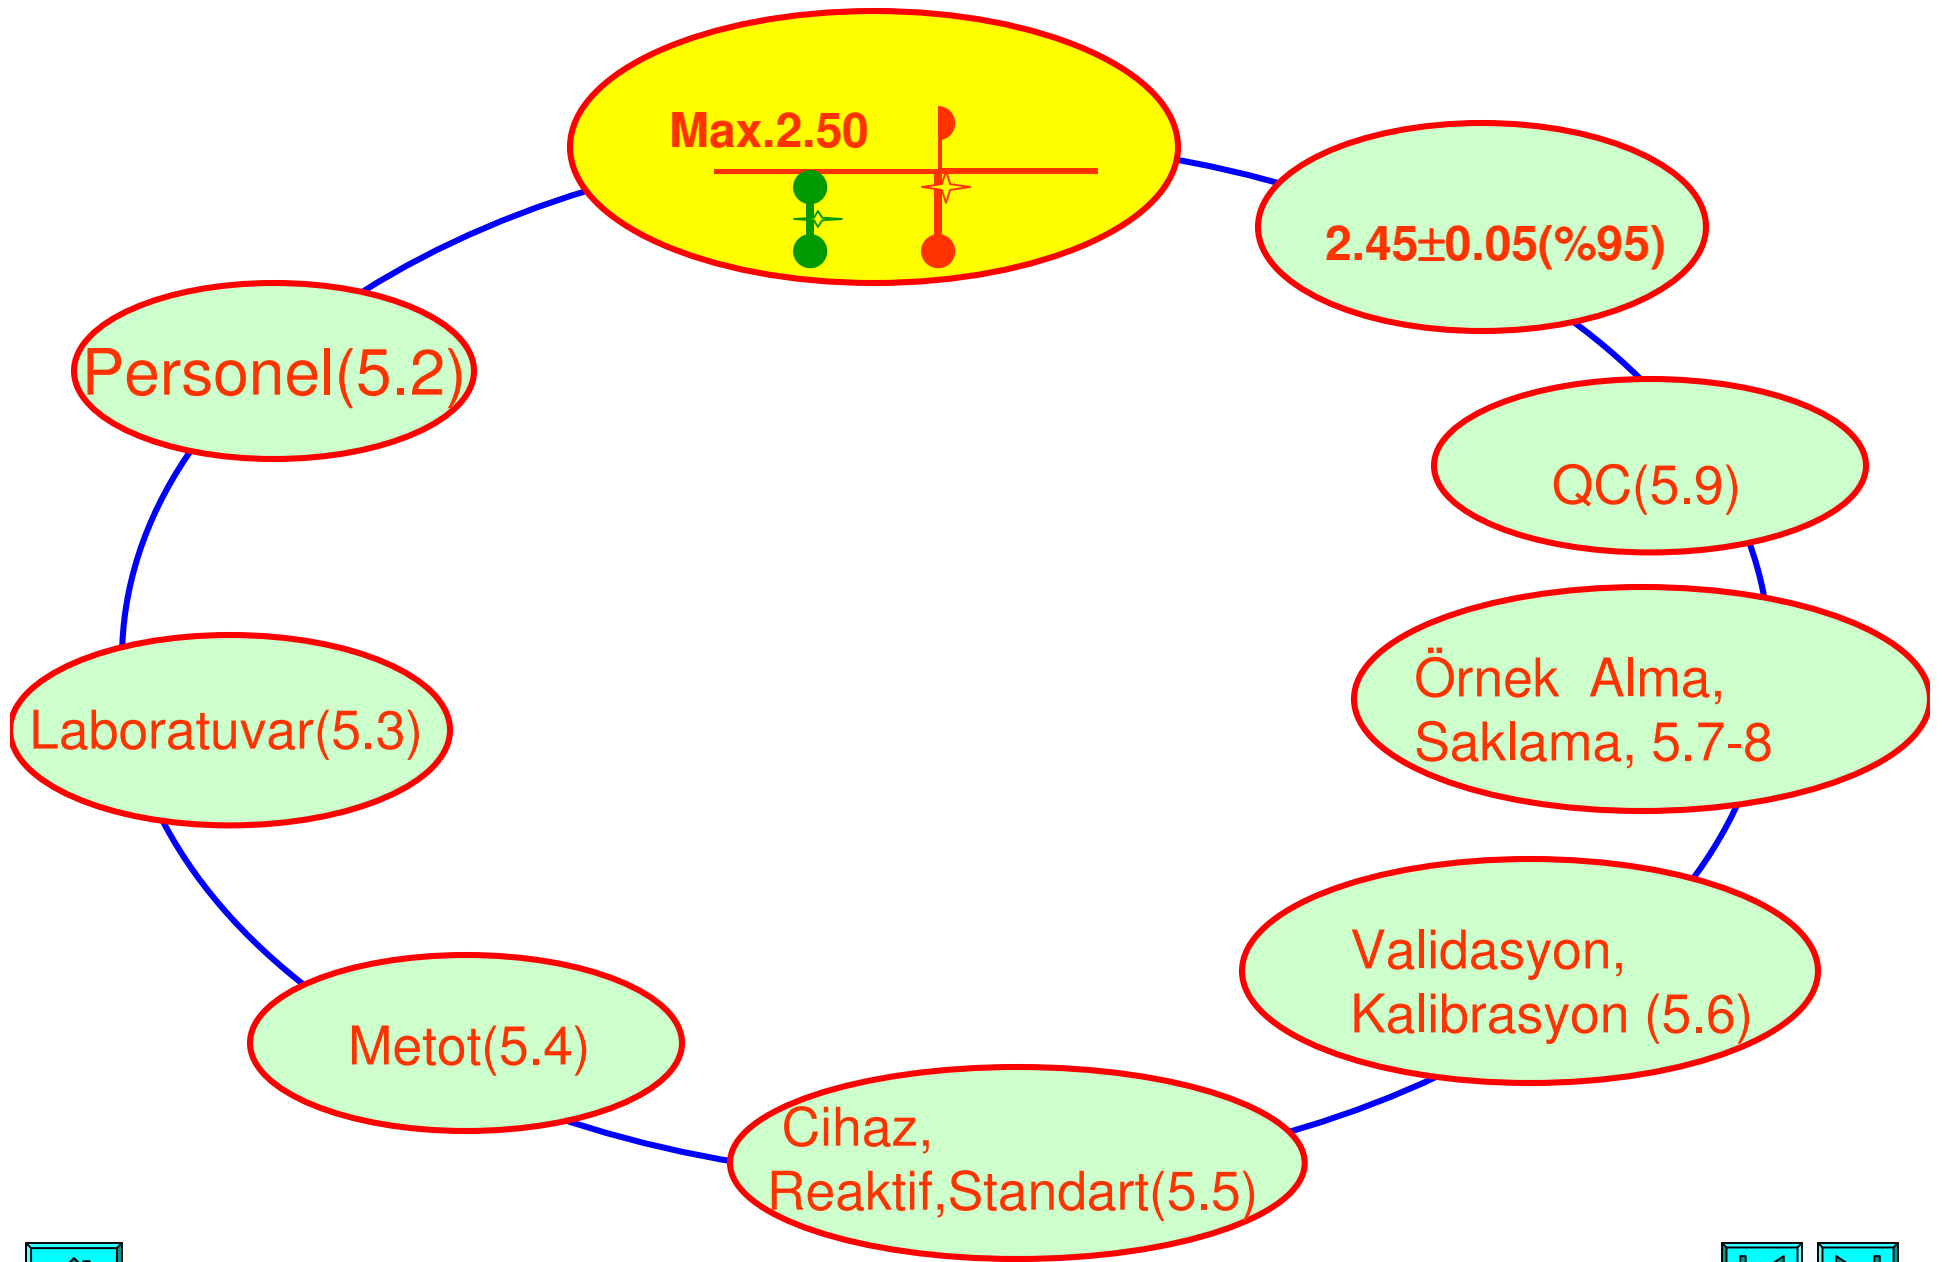 Max.2.50
2.45±0.05(%95)
Personel(5.2)
QC(5.9)
Örnek Alma,
Saklama, 5.7-8
Laboratuvar(5.3)
Validasyon,
Kalibrasyon (5.6)
Metot(5.4)
Cihaz,
Reaktif,Standart(5.5)